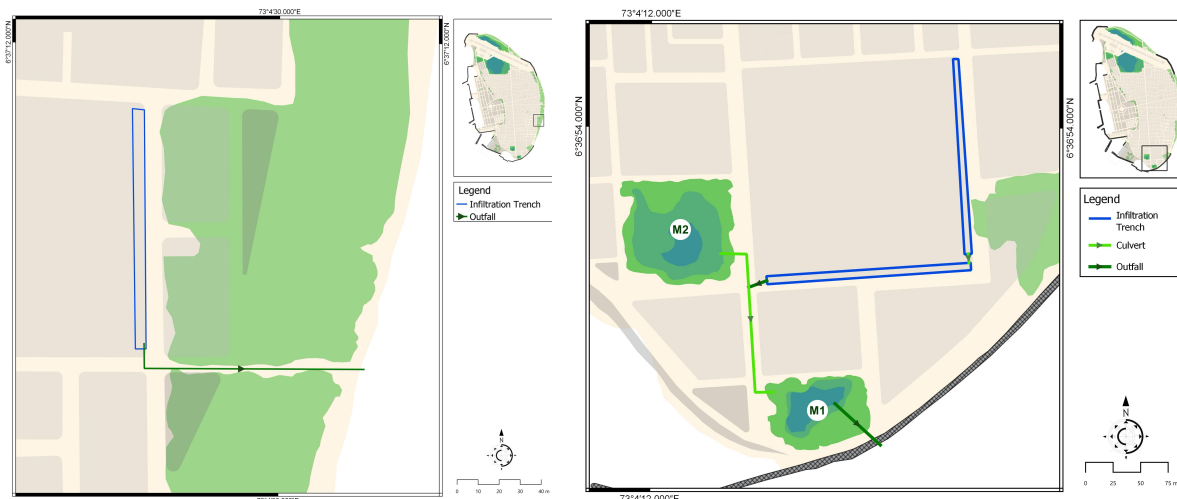 73°4'30.000"E
6°37'12.000"N
6°37'12.000"N
Legend
Infiltration Trench
Outfall
N
0 10 20 30 40 m
73°4'12.000"E
6°36'54.000"N
6°36'54.000"N
M2
M1
Legend
Infiltration
Trench
Culvert
Outfall
N
0 25 50 75 m
73°4'12.000"E